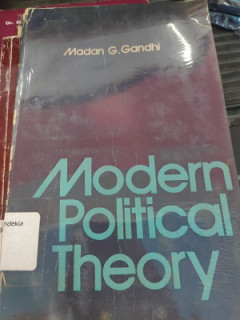 Madan G. Gandhi
Modern
Political
Theory